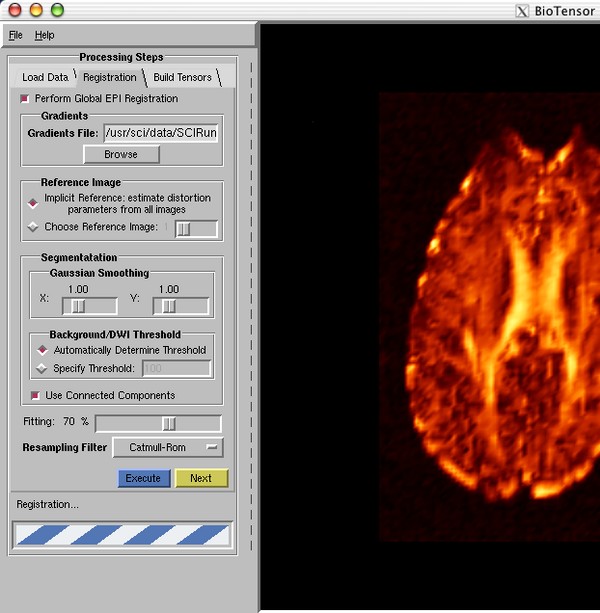 BioTensor
File Help
Processing Steps
Load Data Registration Build Tensors
Perform Global EPI Registration
Gradients
Gradients File: /usr/sci/data/SCIRun
Browse
Reference Image
Implicit Reference: estimate distortion
parameters from all images
Choose Reference Image: 1
Segmentatation
Gaussian Smoothing
1.00 1.00
X: Y:
Background/DWI Threshold
Automatically Determine Threshold
Specify Threshold: 100
Use Connected Components
Fitting: 70 %
Resampling Filter Catmull-Rom
Execute Next
Registration...